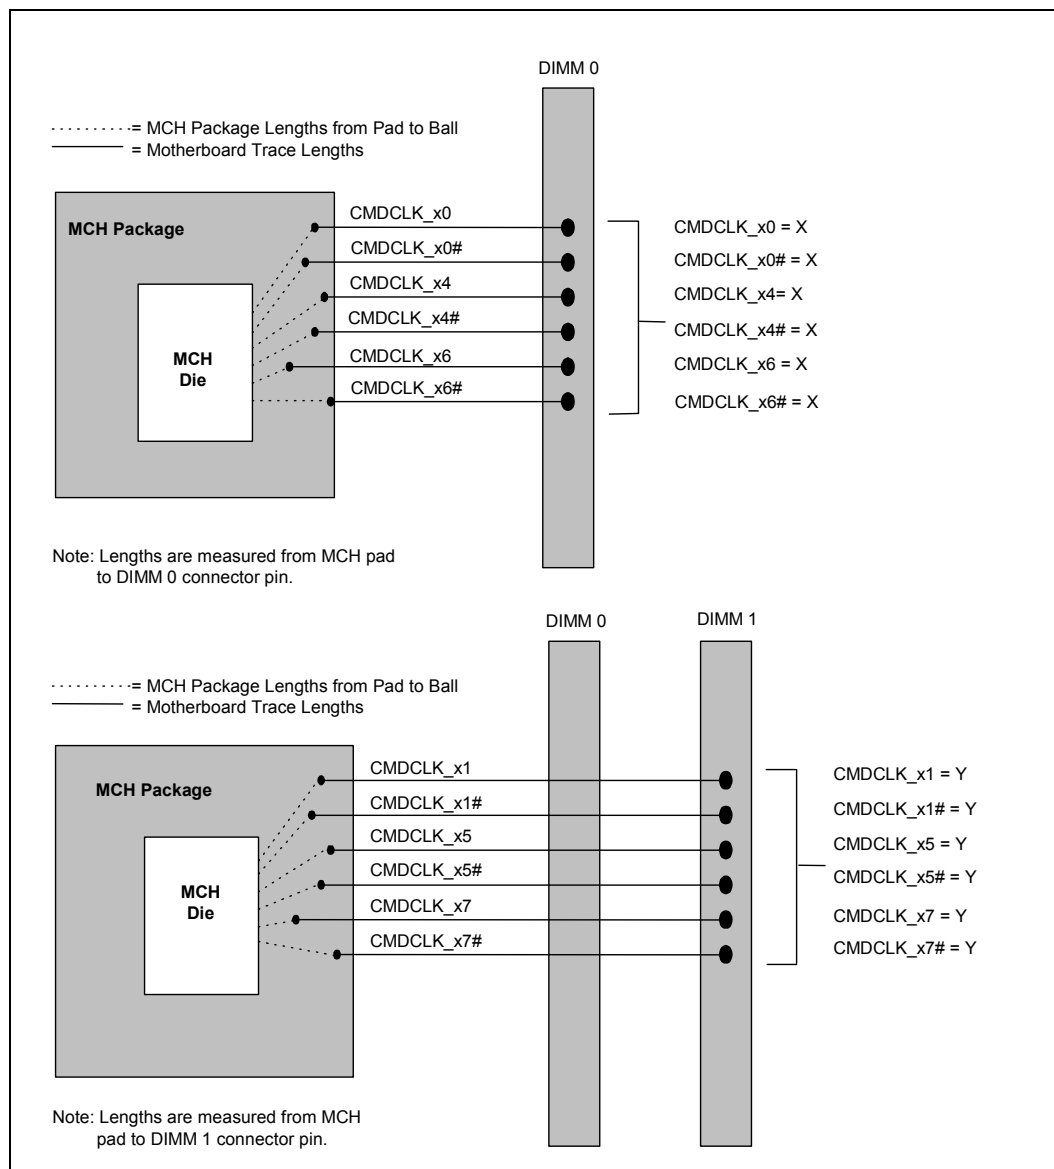 DIMM 0
= MCH Package Lengths from Pad to Ball
= Motherboard Trace Lengths
MCH Package
MCH
Die
CMDCLK_x0
CMDCLK_x0#
CMDCLK_x4
CMDCLK_x4#
CMDCLK_x6
CMDCLK_x6#
CMDCLK_x0 = X
CMDCLK_x0# = X
CMDCLK_x4= X
CMDCLK_x4# = X
CMDCLK_x6 = X
CMDCLK_x6# = X
Note: Lengths are measured from MCH pad
to DIMM 0 connector pin.
DIMM 0
DIMM 1
= MCH Package Lengths from Pad to Ball
= Motherboard Trace Lengths
MCH Package
MCH
Die
CMDCLK_x1
CMDCLK_x1#
CMDCLK_x5
CMDCLK_x5#
CMDCLK_x7
CMDCLK_x7#
CMDCLK_x1 = Y
CMDCLK_x1# = Y
CMDCLK_x5 = Y
CMDCLK_x5# = Y
CMDCLK_x7 = Y
CMDCLK_x7# = Y
Note: Lengths are measured from MCH
pad to DIMM 1 connector pin.